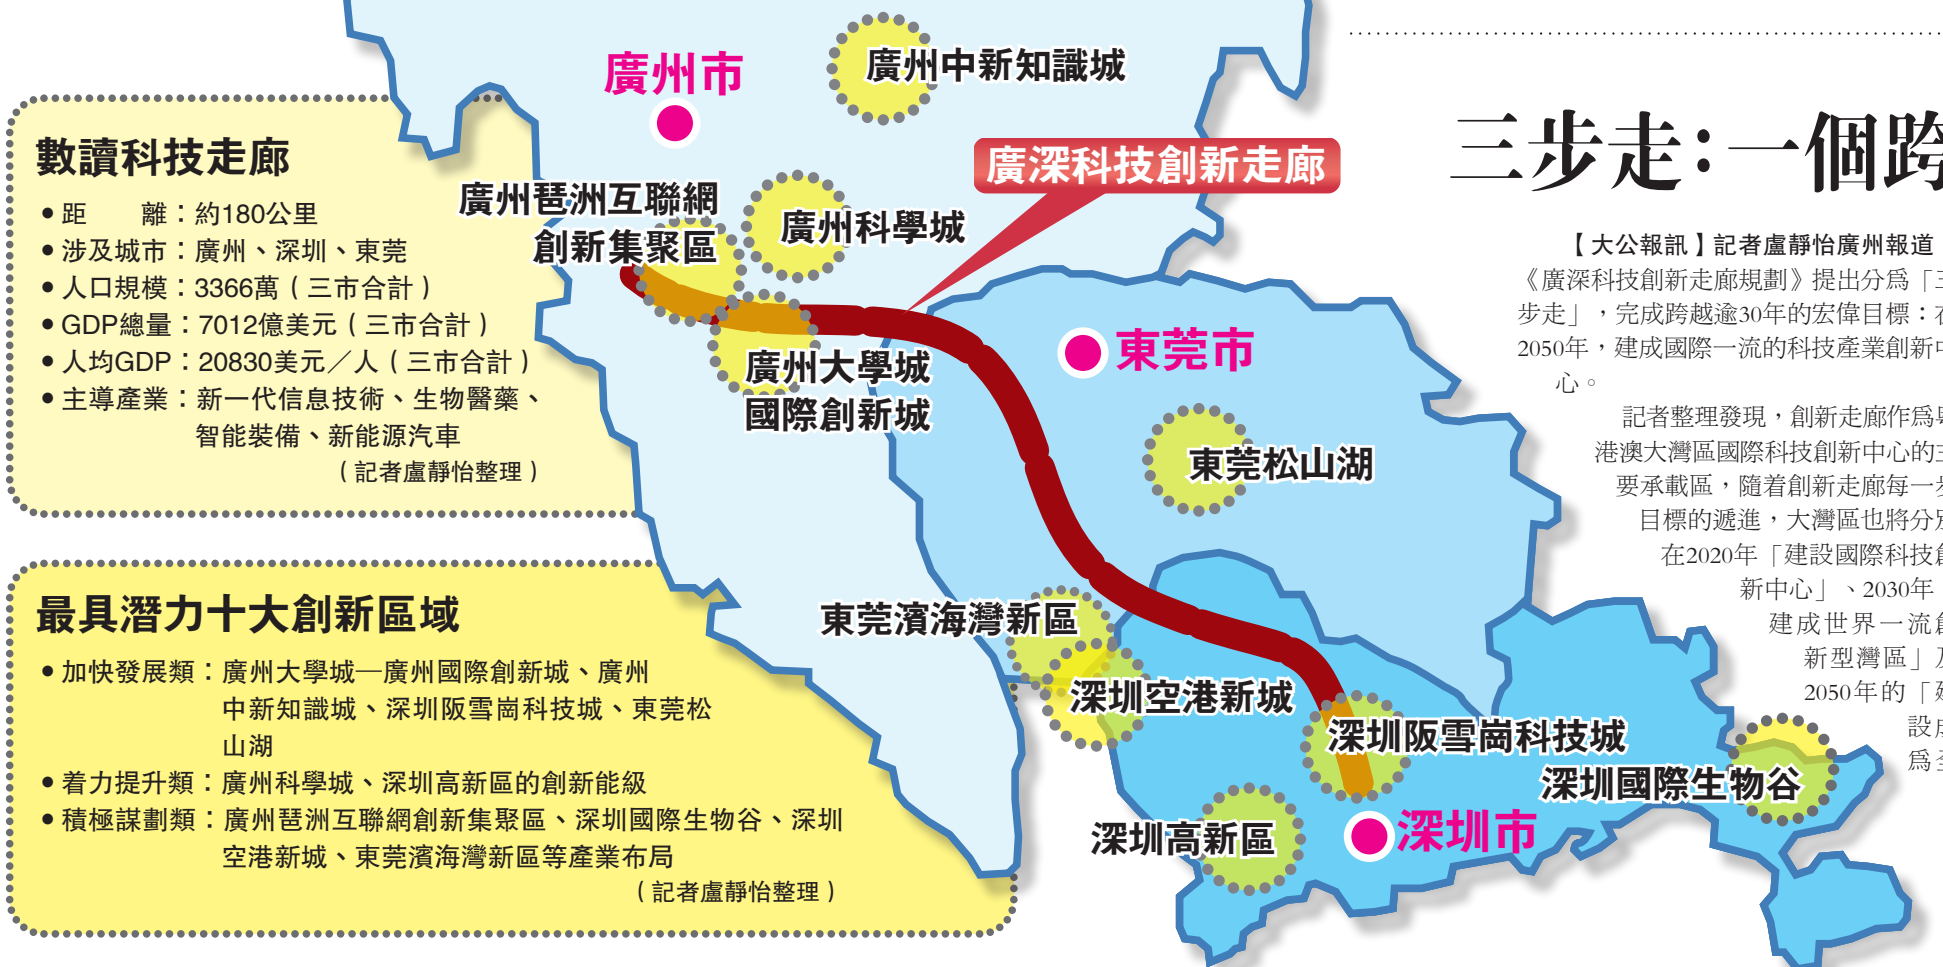 廣州市
廣州中新知識城
廣深科技創新走廊
廣州琶洲互聯網
創新集聚區
廣州科學城
廣州大學城
國際創新城
東莞市
東莞松山湖
東莞濱海灣新區
深圳空港新城
深圳阪雪崗科技城
深圳國際生物谷
深圳高新區
深圳市
數讀科技走廊
●距　　離：約180公里
●涉及城市：廣州、深圳、東莞
●人口規模：3366萬（三市合計）
●GDP總量：7012億美元（三市合計）
●人均GDP：20830美元／人（三市合計）
●主導產業：新一代信息技術、生物醫藥、
智能裝備、新能源汽車
（記者盧靜怡整理）
最具潛力十大創新區域
●加快發展類：廣州大學城—廣州國際創新城、廣州
中新知識城、深圳阪雪崗科技城、東莞松
山湖
●着力提升類：廣州科學城、深圳高新區的創新能級
●積極謀劃類：廣州琶洲互聯網創新集聚區、深圳國際生物谷、深圳
空港新城、東莞濱海灣新區等產業布局
（記者盧靜怡整理）
三步走：一個跨
【大公報訊】記者盧靜怡廣州報道
《廣深科技創新走廊規劃》提出分爲「三
步走」，完成跨越逾30年的宏偉目標：在
2050年，建成國際一流的科技產業創新中
心。
記者整理發現，創新走廊作爲粵
港澳大灣區國際科技創新中心的主
要承載區，隨着創新走廊每一步
目標的遞進，大灣區也將分別
在2020年「建設國際科技創
新中心」、2030年
建成世界一流創
新型灣區」及
2050年的「建
設成
爲全